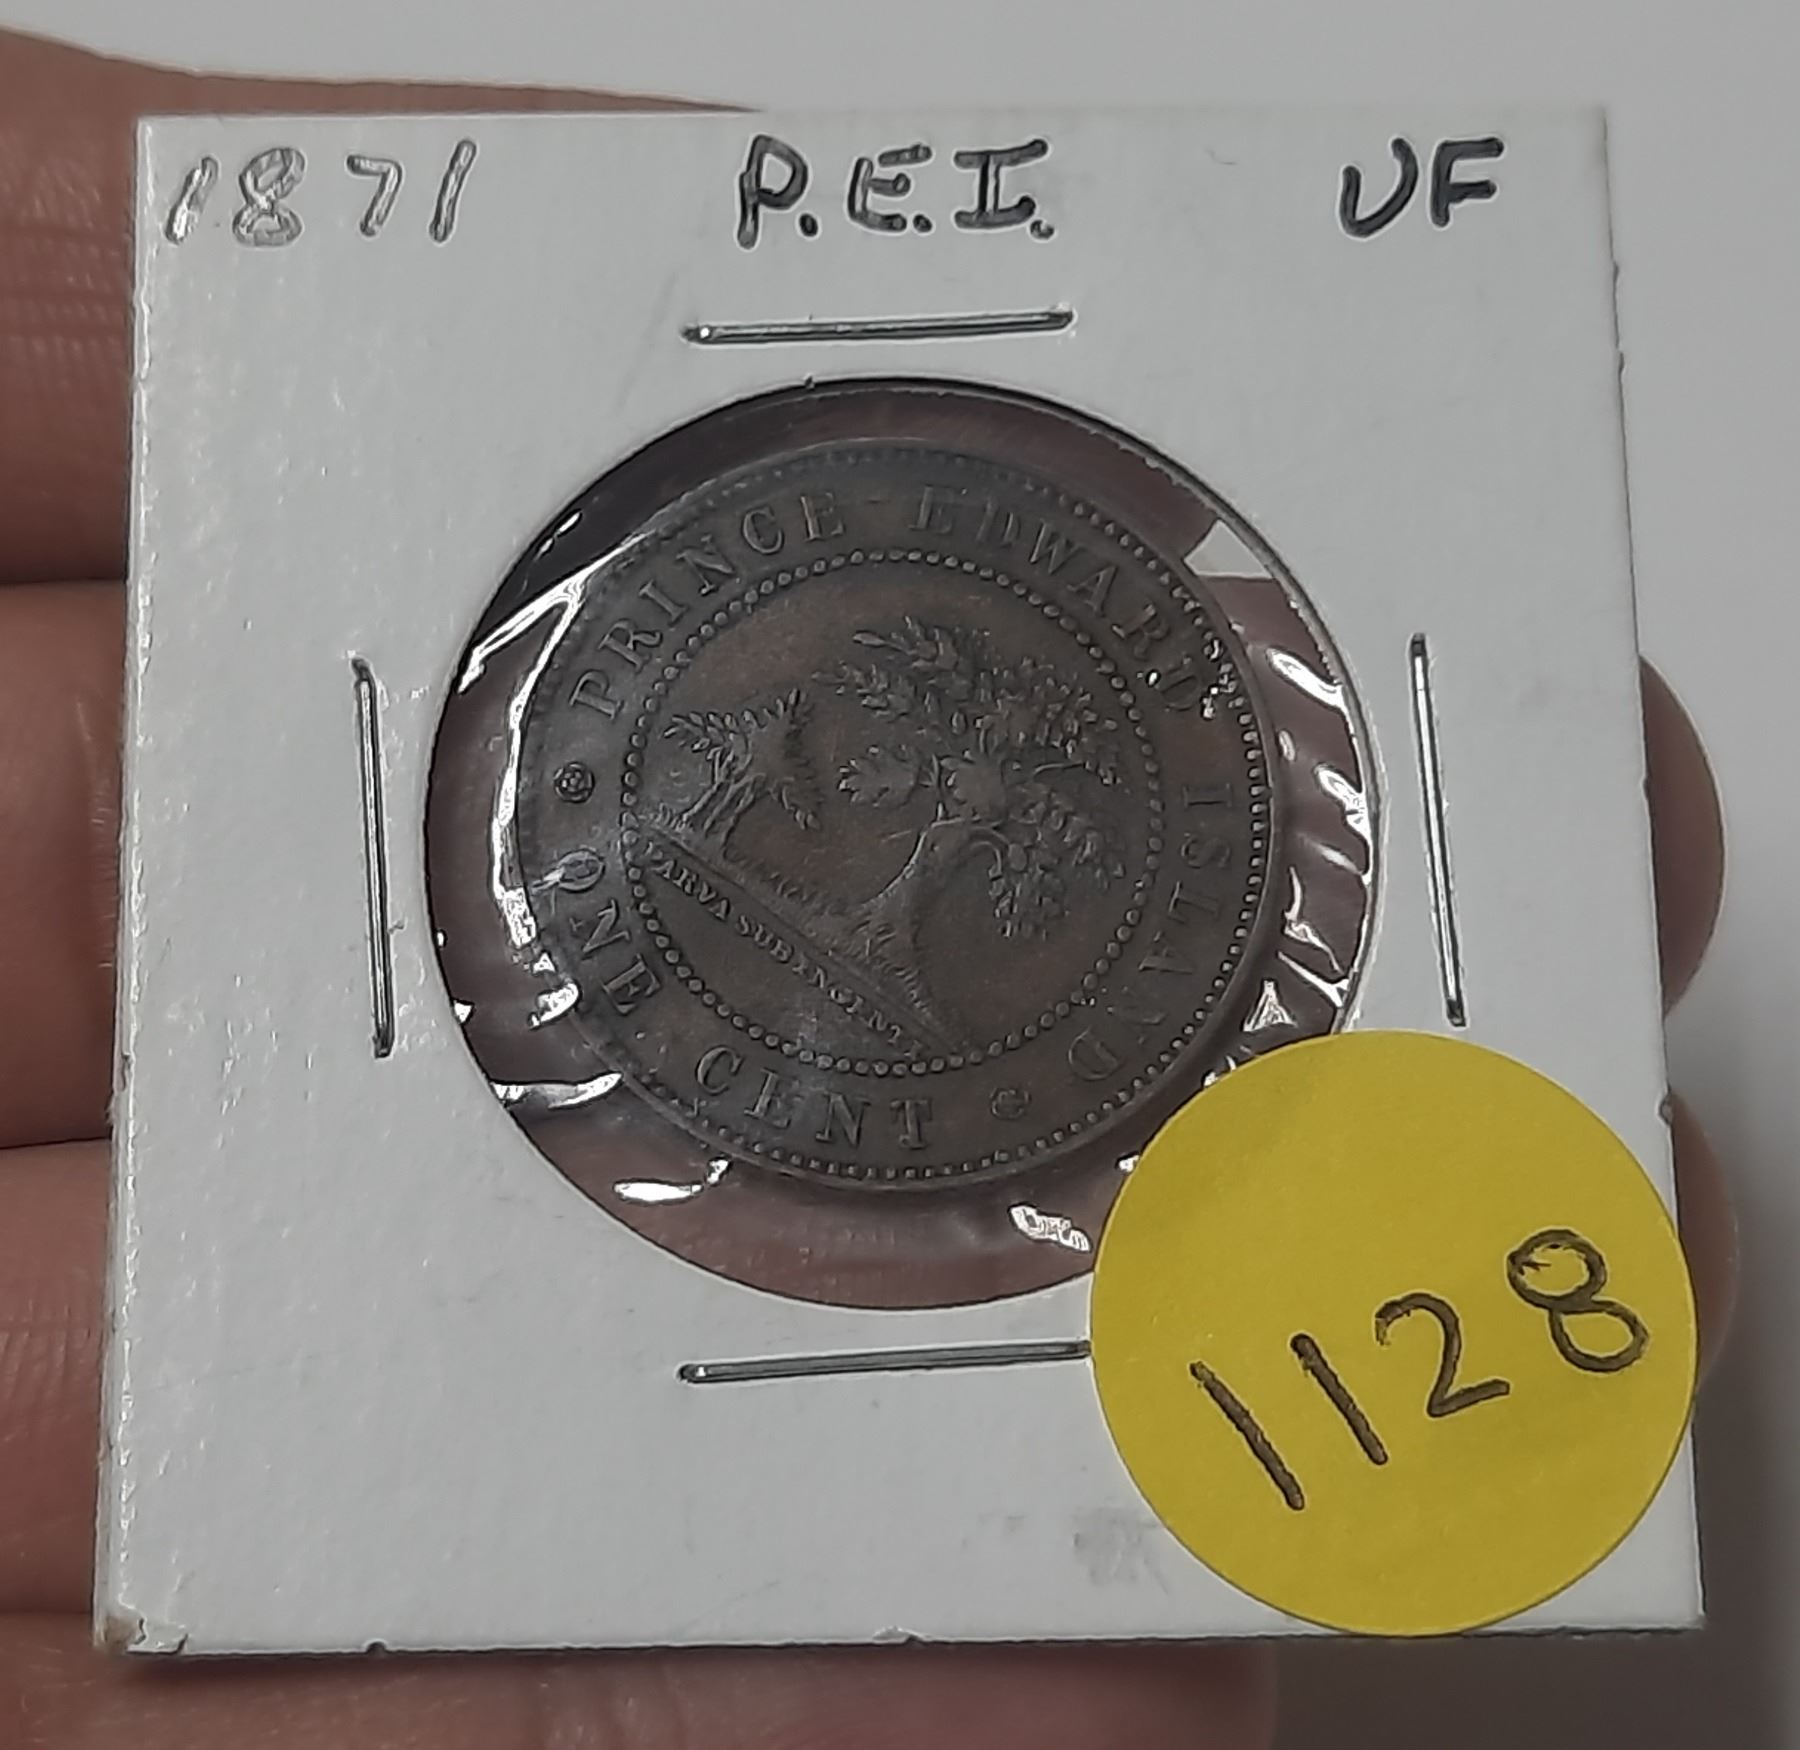 1871 P.E.I. VF
PRINCE EDWARD ISLAND
PARVA SUB INGENTI
ONE CENT
1128